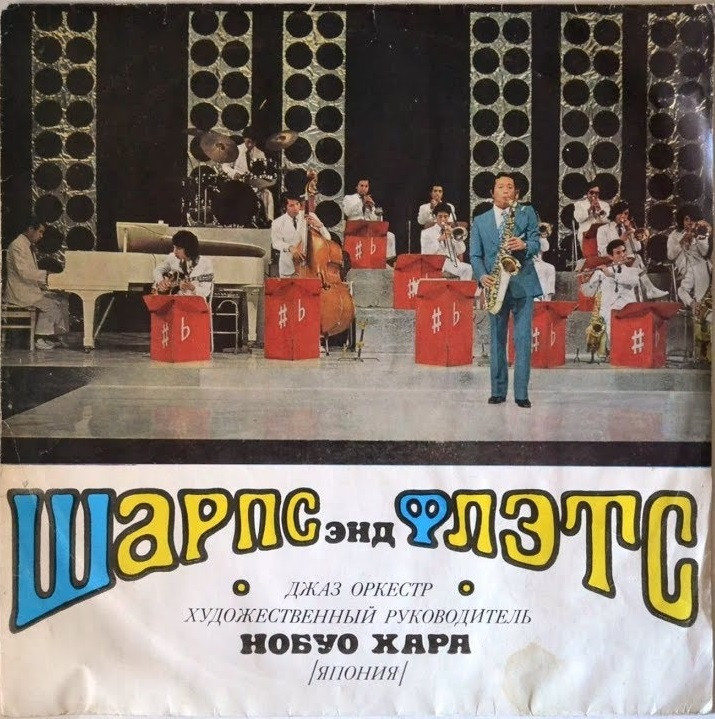 # b
# b
# b
# b
# b
#
ШАРПС ЭНД ФЛЭТС
ДЖАЗ ОРКЕСТР
ХУДОЖЕСТВЕННЫЙ РУКОВОДИТЕЛЬ
НОБУО ХАРА
/ЯПОНИЯ/